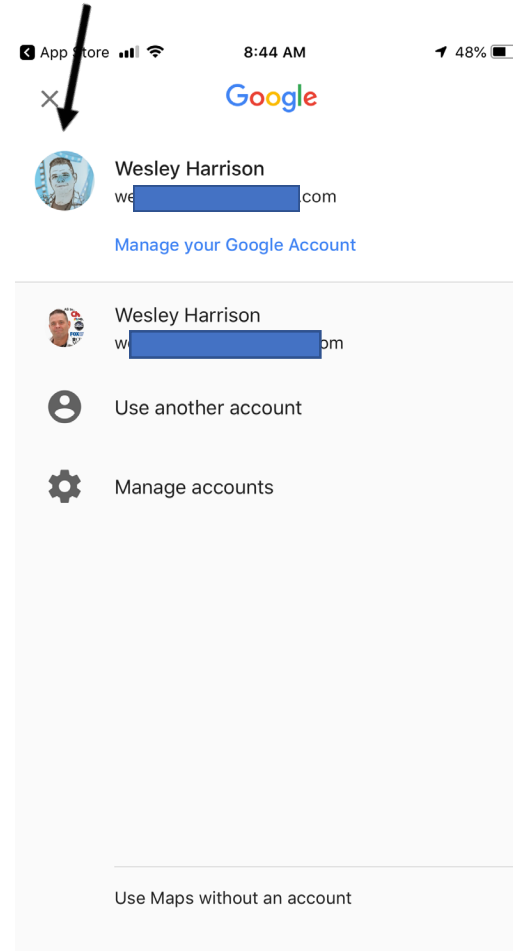 App Store
8:44 AM
48%
Google
Wesley Harrison
we
.com
Manage your Google Account
Wesley Harrison
om
Use another account
Manage accounts
Use Maps without an account